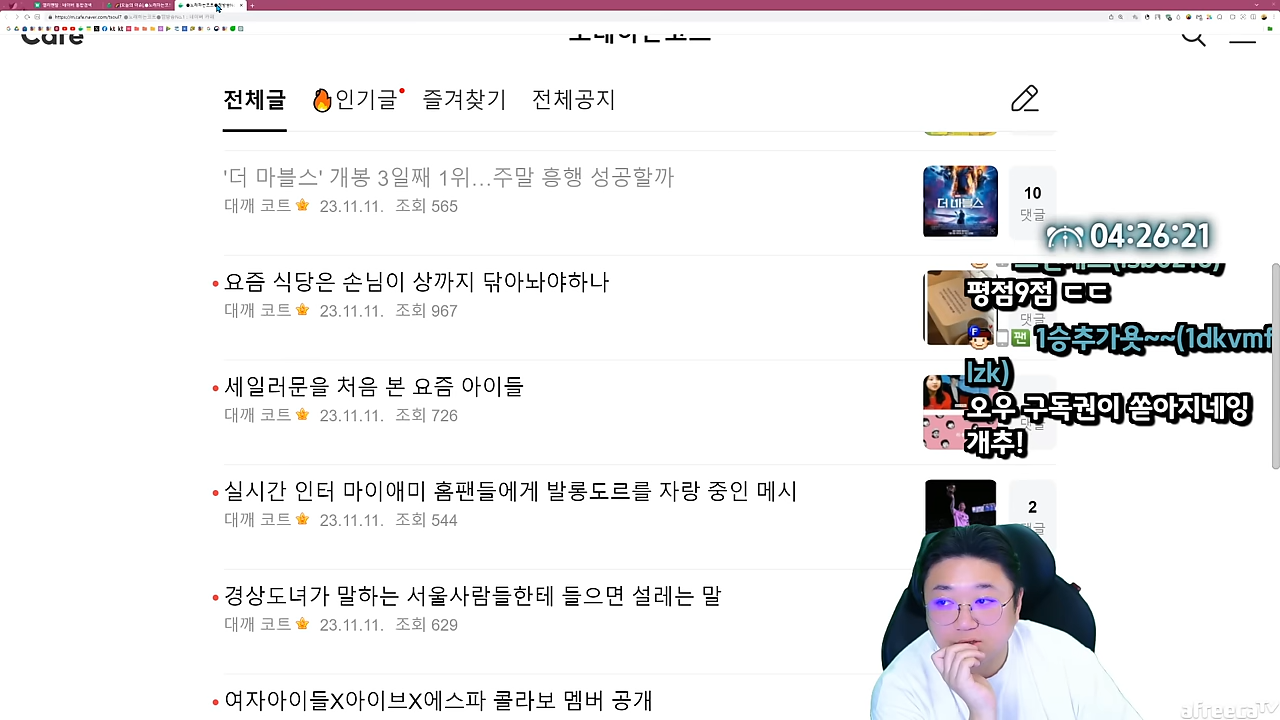 Cafe
전체글
🔥인기글
즐겨찾기
전체공지
'더 마블스' 개봉 3일째 1위...주말 흥행 성공할까
대깨 코트 23.11.11. 조회 565
더 마블스
10
댓글
04:26:21
요즘 식당은 손님이 상까지 닦아놔야하나
대깨 코트 23.11.11. 조회 967
댓글
평점9점 ㄷㄷ
팬 1승추가욧~~(1dkvmf
lzk)
오우 구독권이 쏟아지네잉
개추!
세일러문을 처음 본 요즘 아이들
대깨 코트 23.11.11. 조회 726
실시간 인터 마이애미 홈팬들에게 발롱도르를 자랑 중인 메시
대깨 코트 23.11.11. 조회 544
2
댓글
경상도녀가 말하는 서울사람들한테 들으면 설레는 말
대깨 코트 23.11.11. 조회 629
여자아이들X아이브X에스파 콜라보 멤버 공개
afreecaTV